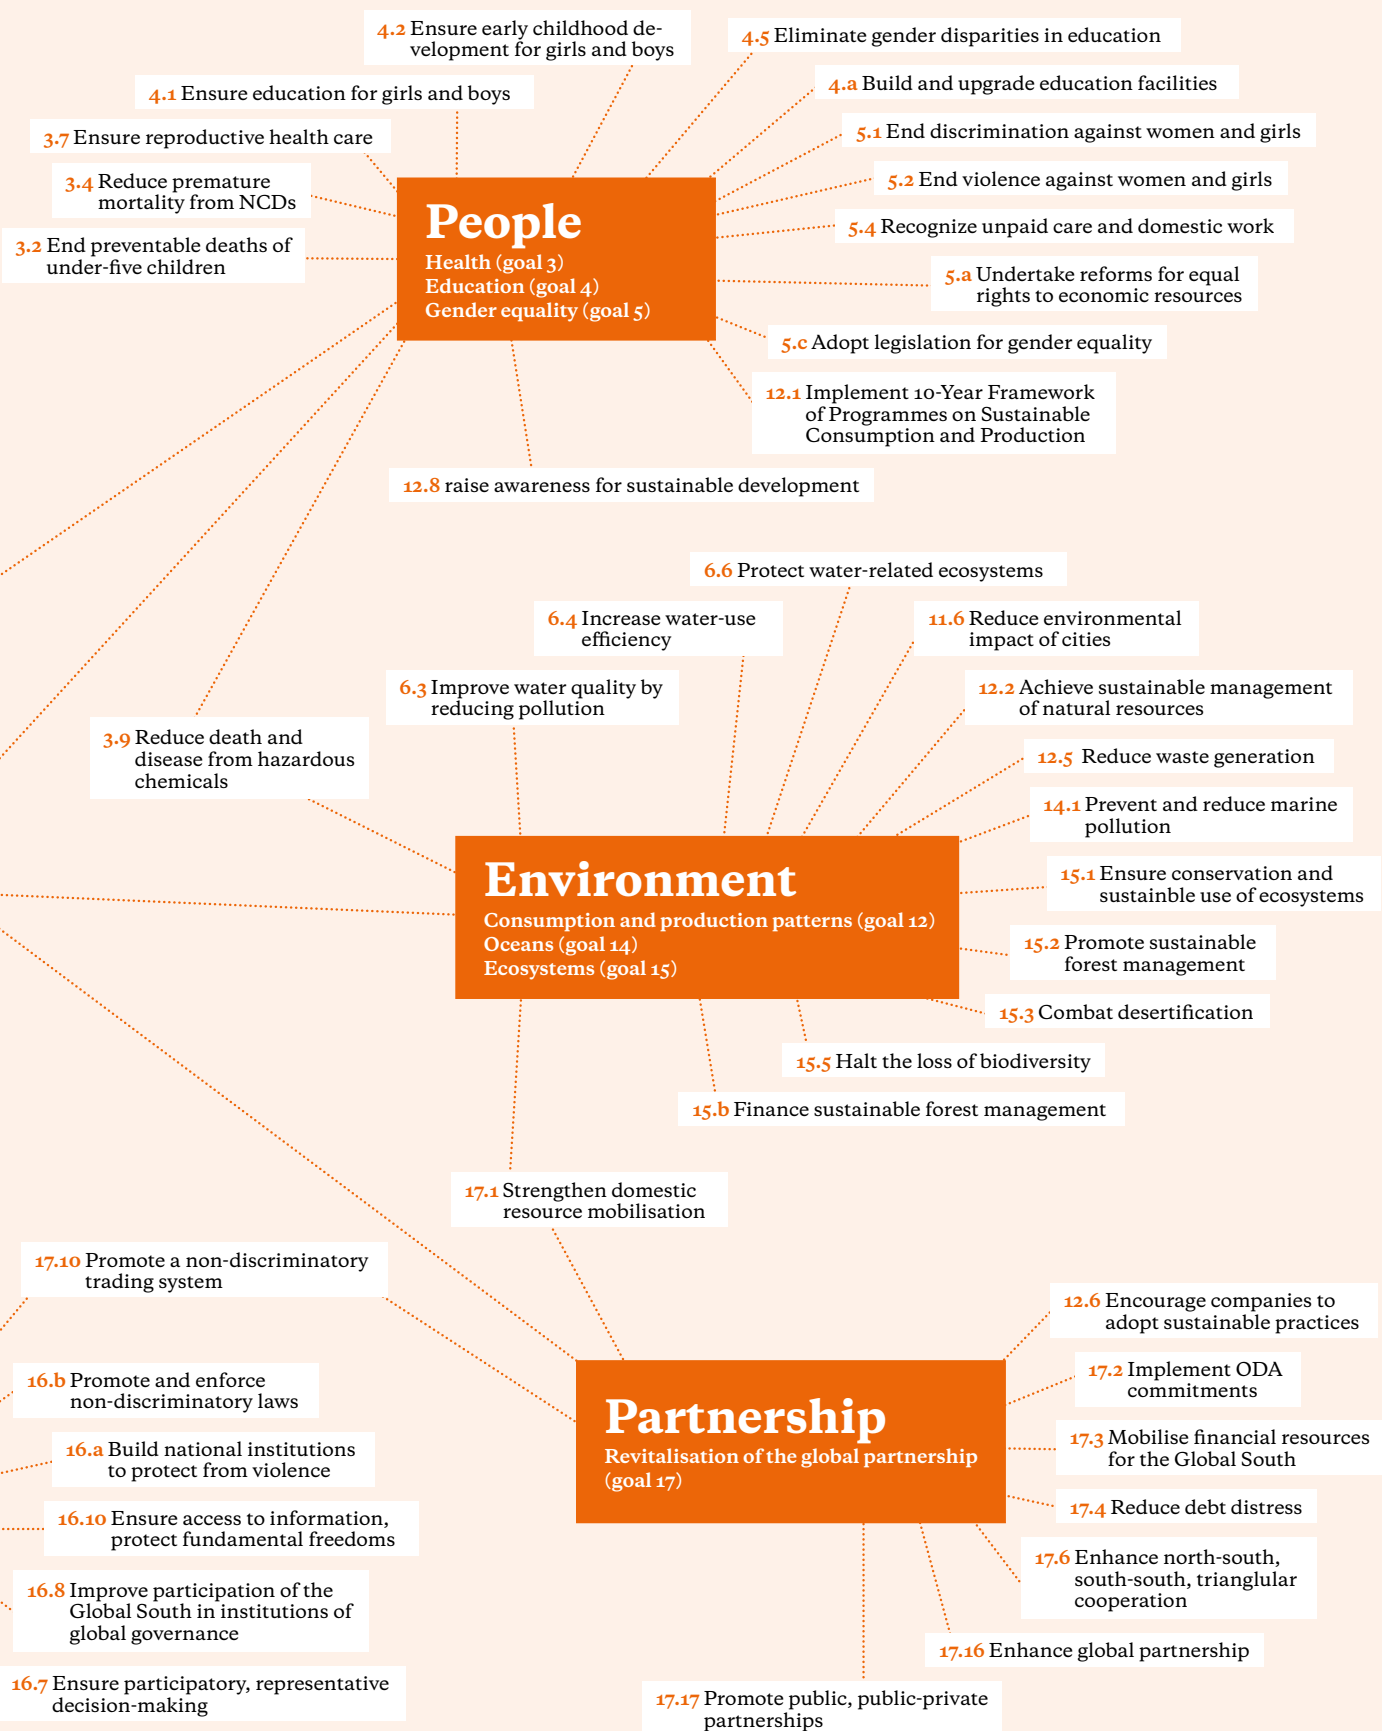 4.2 Ensure early childhood de-
velopment for girls and boys
4.5 Eliminate gender disparities in education
4.1 Ensure education for girls and boys
4.a Build and upgrade education facilities
3.7 Ensure reproductive health care
5.1 End discrimination against women and girls
3.4 Reduce premature
mortality from NCDs
5.2 End violence against women and girls
3.2 End preventable deaths of
under-five children
5.4 Recognize unpaid care and domestic work
People
Health (goal 3)
Education (goal 4)
Gender equality (goal 5)
5.a Undertake reforms for equal
rights to economic resources
5.c Adopt legislation for gender equality
12.1 Implement 10-Year Framework
of Programmes on Sustainable
Consumption and Production
12.8 raise awareness for sustainable development
6.6 Protect water-related ecosystems
6.4 Increase water-use
efficiency
11.6 Reduce environmental
impact of cities
6.3 Improve water quality by
reducing pollution
12.2 Achieve sustainable management
of natural resources
3.9 Reduce death and
disease from hazardous
chemicals
12.5 Reduce waste generation
14.1 Prevent and reduce marine
pollution
Environment
Consumption and production patterns (goal 12)
Oceans (goal 14)
Ecosystems (goal 15)
15.1 Ensure conservation and
sustainble use of ecosystems
15.2 Promote sustainable
forest management
15.3 Combat desertification
15.5 Halt the loss of biodiversity
15.b Finance sustainable forest management
17.1 Strengthen domestic
resource mobilisation
17.10 Promote a non-discriminatory
trading system
12.6 Encourage companies to
adopt sustainable practices
16.b Promote and enforce
non-discriminatory laws
17.2 Implement ODA
commitments
Partnership
Revitalisation of the global partnership
(goal 17)
16.a Build national institutions
to protect from violence
17.3 Mobilise financial resources
for the Global South
16.10 Ensure access to information,
protect fundamental freedoms
17.4 Reduce debt distress
17.6 Enhance north-south,
south-south, trianglular
cooperation
16.8 Improve participation of the
Global South in institutions of
global governance
17.16 Enhance global partnership
16.7 Ensure participatory, representative
decision-making
17.17 Promote public, public-private
partnerships